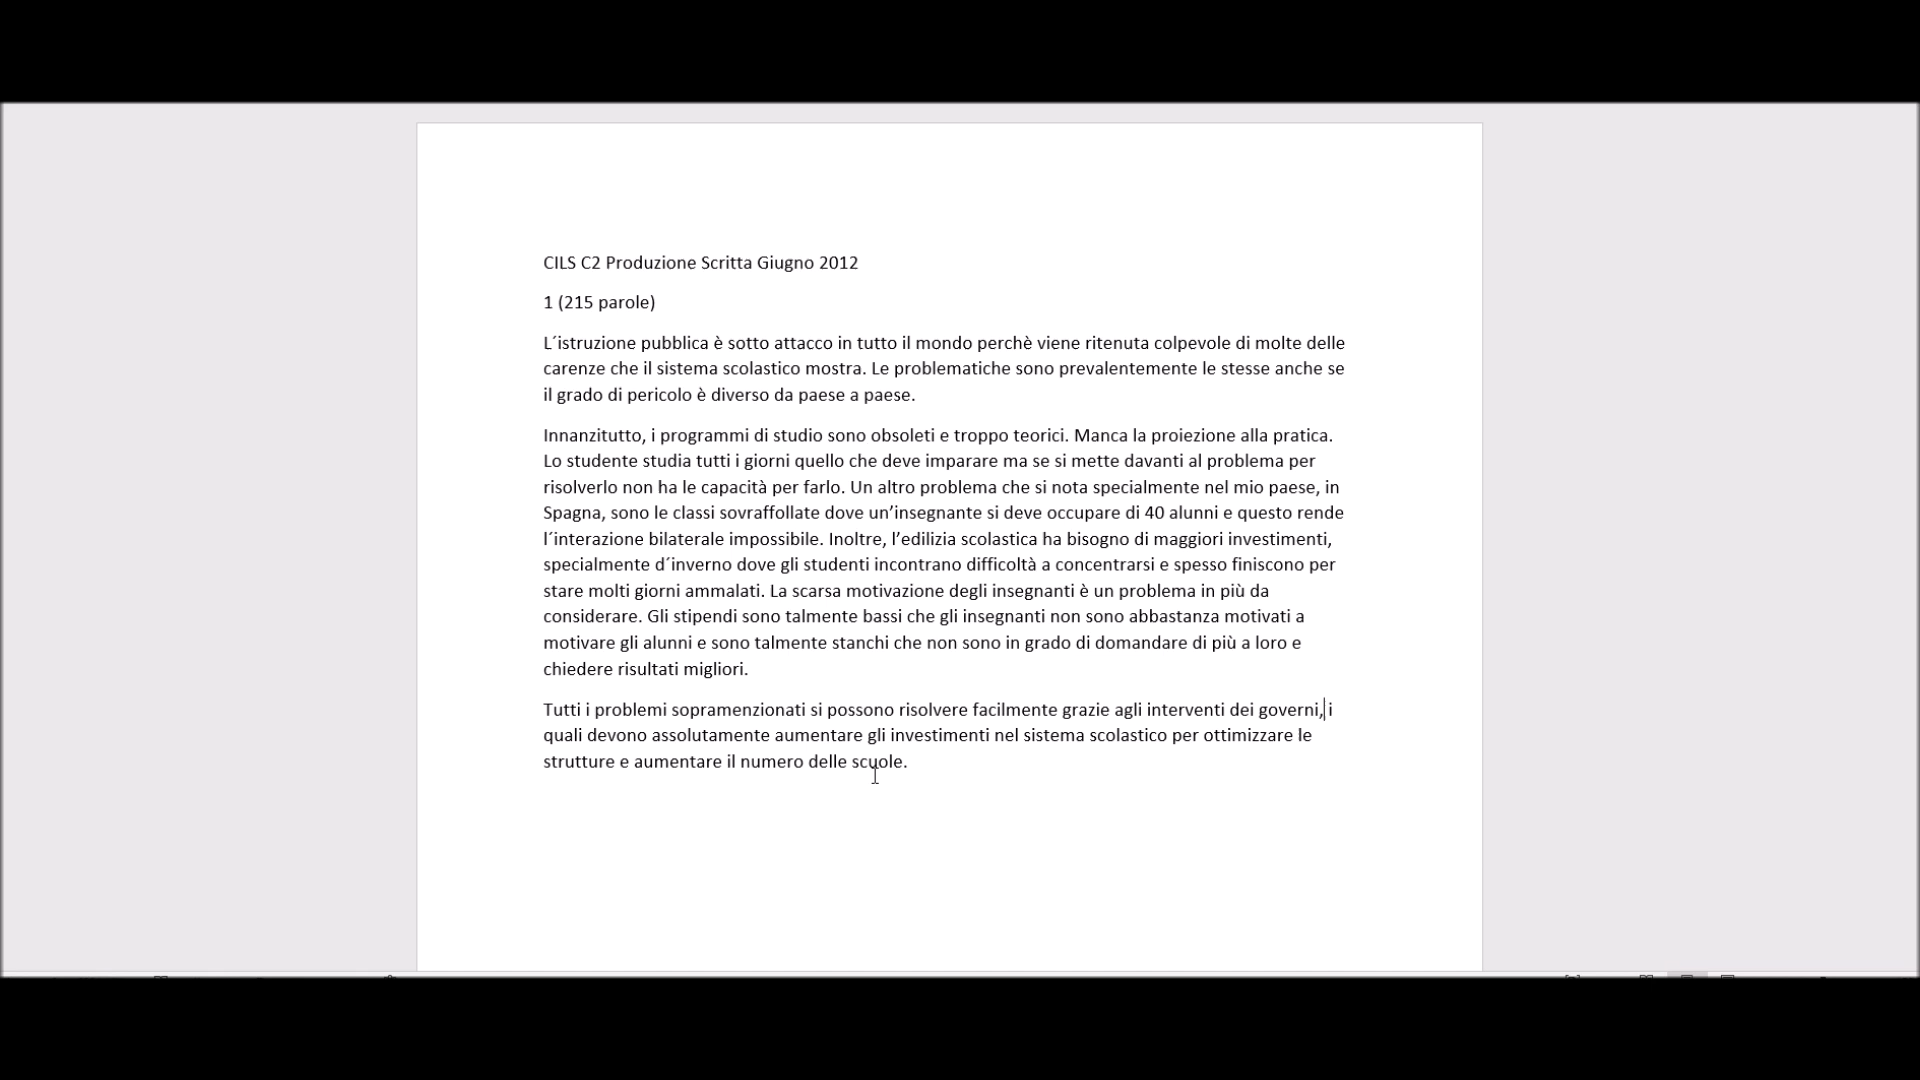 CILS C2 Produzione Scritta Giugno 2012
1 (215 parole)
L´istruzione pubblica è sotto attacco in tutto il mondo perchè viene ritenuta colpevole di molte delle
carenze che il sistema scolastico mostra. Le problematiche sono prevalentemente le stesse anche se
il grado di pericolo è diverso da paese a paese.
Innanzitutto, i programmi di studio sono obsoleti e troppo teorici. Manca la proiezione alla pratica.
Lo studente studia tutti i giorni quello che deve imparare ma se si mette davanti al problema per
risolverlo non ha le capacità per farlo. Un altro problema che si nota specialmente nel mio paese, in
Spagna, sono le classi sovraffollate dove un’insegnante si deve occupare di 40 alunni e questo rende
l´interazione bilaterale impossibile. Inoltre, l’edilizia scolastica ha bisogno di maggiori investimenti,
specialmente d´inverno dove gli studenti incontrano difficoltà a concentrarsi e spesso finiscono per
stare molti giorni ammalati. La scarsa motivazione degli insegnanti è un problema in più da
considerare. Gli stipendi sono talmente bassi che gli insegnanti non sono abbastanza motivati a
motivare gli alunni e sono talmente stanchi che non sono in grado di domandare di più a loro e
chiedere risultati migliori.
Tutti i problemi sopramenzionati si possono risolvere facilmente grazie agli interventi dei governi, i
quali devono assolutamente aumentare gli investimenti nel sistema scolastico per ottimizzare le
strutture e aumentare il numero delle scuole.